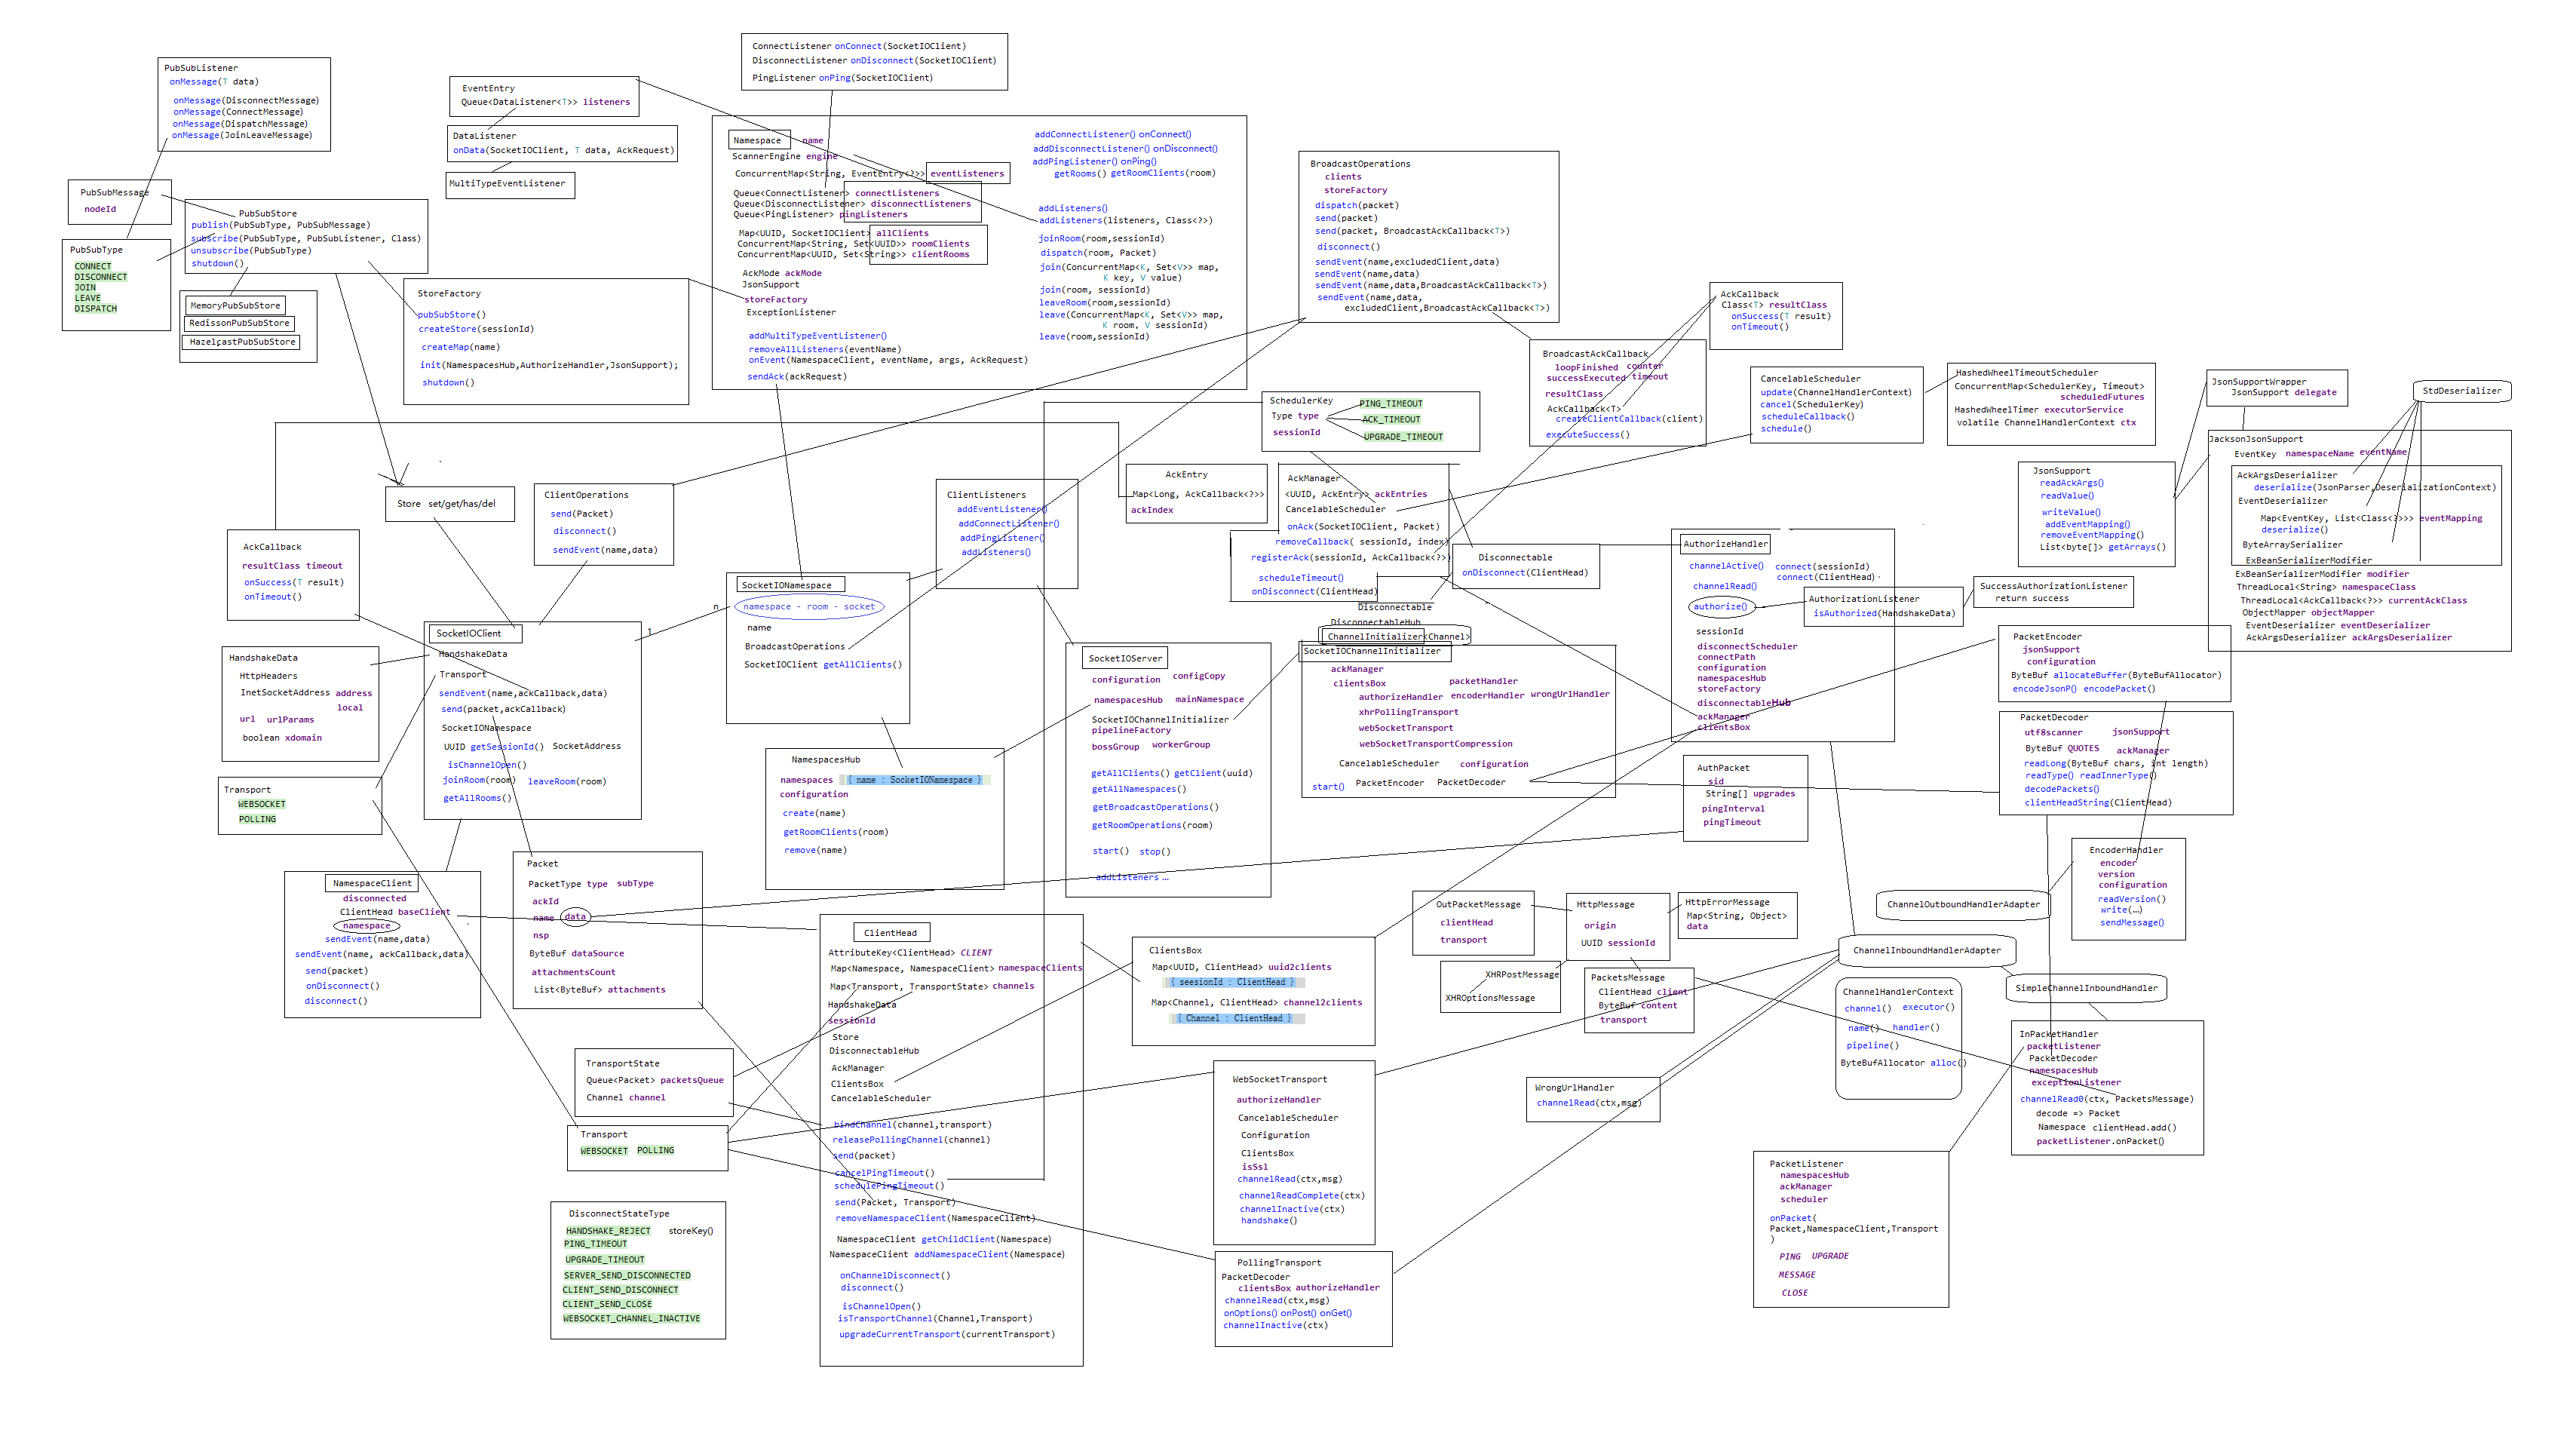 PubSubListener
onMessage(T data)
onMessage(DisconnectMessage)
onMessage(ConnectMessage)
onMessage(DispatchMessage)
onMessage(JoinLeaveMessage)
EventEntry
Queue<DataListener<T>> listeners
DataListener
onData(SocketIOClient, T data, AckRequest)
MultiTypeEventListener
ConnectListener onConnect(SocketIOClient)
DisconnectListener onDisconnect(SocketIOClient)
PingListener onPing(SocketIOClient)
PubSubMessage
nodeId
PubSubType
CONNECT
DISCONNECT
JOIN
LEAVE
DISPATCH
PubSubStore
publish(PubSubType, PubSubMessage)
subscribe(PubSubType, PubSubListener, Class)
unsubscribe(PubSubType)
shutdown()
MemoryPubSubStore
RedissonPubSubStore
HazelcastPubSubStore
StoreFactory
pubSubStore()
createStore(sessionId)
createMap(name)
init(NamespacesHub,AuthorizeHandler,JsonSupport);
shutdown()
Namespace name
ScannerEngine engine
ConcurrentMap<String, EventEntry<?>> eventListeners
Queue<ConnectListener> connectListeners
Queue<DisconnectListener> disconnectListeners
Queue<PingListener> pingListeners
Map<UUID, SocketIOClient> allClients
ConcurrentMap<String, Set<UUID>> roomClients
ConcurrentMap<UUID, Set<String>> clientRooms
AckMode ackMode
JsonSupport
storeFactory
ExceptionListener
addMultiTypeEventListener()
removeAllListeners(eventName)
onEvent(NamespaceClient, eventName, args, AckRequest)
sendAck(ackRequest)
addConnectListener() onConnect()
addDisconnectListener() onDisconnect()
addPingListener() onPing()
getRooms() getRoomClients(room)
addListeners()
addListeners(listeners, Class<?>)
joinRoom(room,sessionId)
dispatch(room, Packet)
join(ConcurrentMap<K, Set<V>> map,
K key, V value)
join(room, sessionId)
leaveRoom(room,sessionId)
leave(ConcurrentMap<K, Set<V>> map,
K room, V sessionId)
leave(room,sessionId)
BroadcastOperations
clients
storeFactory
dispatch(packet)
send(packet)
send(packet, BroadcastAckCallback<T>)
disconnect()
sendEvent(name,excludedClient,data)
sendEvent(name,data)
sendEvent(name,data,BroadcastAckCallback<T>)
sendEvent(name,data,
excludedClient,BroadcastAckCallback<T>)
AckCallback
Class<T> resultClass
onSuccess(T result)
onTimeout()
BroadcastAckCallback
loopFinished counter
successExecuted timeout
resultClass
AckCallback<T>
createClientCallback(client)
executeSuccess()
CancelableScheduler
update(ChannelHandlerContext)
cancel(SchedulerKey)
scheduleCallback()
schedule()
HashedWheelTimeoutScheduler
ConcurrentMap<SchedulerKey, Timeout>
scheduledFutures
HashedWheelTimer executorService
volatile ChannelHandlerContext ctx
JsonSupportWrapper
JsonSupport delegate
StdDeserializer
JacksonJsonSupport
EventKey namespaceName eventName
AckArgsDeserializer
deserialize(JsonParser,DeserializationContext)
EventDeserializer
Map<EventKey, List<Class<?>>> eventMapping
deserialize()
ByteArraySerializer
ExBeanSerializerModifier
ExBeanSerializerModifier modifier
ThreadLocal<String> namespaceClass
ThreadLocal<AckCallback<?>> currentAckClass
ObjectMapper objectMapper
EventDeserializer eventDeserializer
AckArgsDeserializer ackArgsDeserializer
JsonSupport
readAckArgs()
readValue()
writeValue()
addEventMapping()
removeEventMapping()
List<byte[]> getArrays()
SchedulerKey
Type type
sessionId
PING_TIMEOUT
ACK_TIMEOUT
UPGRADE_TIMEOUT
AckEntry
Map<Long, AckCallback<?>>
ackIndex
AckManager
<UUID, AckEntry> ackEntries
CancelableScheduler
onAck(SocketIOClient, Packet)
removeCallback( sessionId, index)
registerAck(sessionId, AckCallback<?>)
scheduleTimeout()
onDisconnect(ClientHead)
Disconnectable
onDisconnect(ClientHead)
Disconnectable
DisconnectableHub
Store set/get/has/del
ClientOperations
send(Packet)
disconnect()
sendEvent(name,data)
ClientListeners
addEventListener()
addConnectListener()
addPingListener()
addListeners()
AckCallback
resultClass timeout
onSuccess(T result)
onTimeout()
SocketIONamespace
namespace - room - socket
name
BroadcastOperations
SocketIOClient getAllClients()
n
1
SocketIOClient
HandshakeData
Transport
sendEvent(name,ackCallback,data)
send(packet,ackCallback)
SocketIONamespace
UUID getSessionId() SocketAddress
isChannelOpen()
joinRoom(room) leaveRoom(room)
getAllRooms()
HandshakeData
HttpHeaders
InetSocketAddress address
local
url urlParams
boolean xdomain
Transport
WEBSOCKET
POLLING
SocketIOServer
configuration configCopy
namespacesHub mainNamespace
SocketIOChannelInitializer
pipelineFactory
bossGroup workerGroup
getAllClients() getClient(uuid)
getAllNamespaces()
getBroadcastOperations()
getRoomOperations(room)
start() stop()
addListeners ...
ChannelInitializer<Channel>
SocketIOChannelInitializer
ackManager
clientsBox packetHandler
authorizeHandler encoderHandler wrongUrlHandler
xhrPollingTransport
webSocketTransport
webSocketTransportCompression
CancelableScheduler configuration
start() PacketEncoder PacketDecoder
AuthorizeHandler
channelActive() connect(sessionId)
connect(ClientHead)
channelRead()
authorize()
sessionId
disconnectScheduler
connectPath
configuration
namespacesHub
storeFactory
disconnectableHub
ackManager
clientsBox
AuthorizationListener
isAuthorized(HandshakeData)
SuccessAuthorizationListener
return success
PacketEncoder
jsonSupport
configuration
ByteBuf allocateBuffer(ByteBufAllocator)
encodeJsonP() encodePacket()
PacketDecoder
utf8scanner jsonSupport
ByteBuf QUOTES ackManager
readLong(ByteBuf chars, int length)
readType() readInnerType()
decodePackets()
clientHeadString(ClientHead)
NamespacesHub
namespaces { name : SocketIONamespace }
configuration
create(name)
getRoomClients(room)
remove(name)
AuthPacket
sid
String[] upgrades
pingInterval
pingTimeout
EncoderHandler
encoder
version
configuration
readVersion()
write(…)
sendMessage()
NamespaceClient
disconnected
ClientHead baseClient
namespace
sendEvent(name,data)
sendEvent(name, ackCallback,data)
send(packet)
onDisconnect()
disconnect()
Packet
PacketType type subType
ackId
name data
nsp
ByteBuf dataSource
attachmentsCount
List<ByteBuf> attachments
ClientHead
AttributeKey<ClientHead> CLIENT
Map<Namespace, NamespaceClient> namespaceClients
Map<Transport, TransportState> channels
HandshakeData
sessionId
Store
DisconnectableHub
AckManager
ClientsBox
CancelableScheduler
bindChannel(channel,transport)
releasePollingChannel(channel)
send(packet)
cancelPingTimeout()
schedulePingTimeout()
send(Packet, Transport)
removeNamespaceClient(NamespaceClient)
NamespaceClient getChildClient(Namespace)
NamespaceClient addNamespaceClient(Namespace)
onChannelDisconnect()
disconnect()
isChannelOpen()
isTransportChannel(Channel,Transport)
upgradeCurrentTransport(currentTransport)
ClientsBox
Map<UUID, ClientHead> uuid2clients
{ seesionId : ClientHead }
Map<Channel, ClientHead> channel2clients
{ Channel : ClientHead }
OutPacketMessage
clientHead
transport
HttpMessage
origin
UUID sessionId
HttpErrorMessage
Map<String, Object>
data
XHRPostMessage
XHROptionsMessage
PacketsMessage
ClientHead client
ByteBuf content
transport
ChannelOutboundHandlerAdapter
ChannelInboundHandlerAdapter
SimpleChannelInboundHandler
ChannelHandlerContext
channel() executor()
name() handler()
pipeline()
ByteBufAllocator alloc()
InPacketHandler
packetListener
PacketDecoder
namespacesHub
exceptionListener
channelRead0(ctx, PacketsMessage)
decode => Packet
Namespace clientHead.add()
packetListener.onPacket()
TransportState
Queue<Packet> packetsQueue
Channel channel
Transport
WEBSOCKET POLLING
DisconnectStateType
HANDSHAKE_REJECT storeKey()
PING_TIMEOUT
UPGRADE_TIMEOUT
SERVER_SEND_DISCONNECTED
CLIENT_SEND_DISCONNECT
CLIENT_SEND_CLOSE
WEBSOCKET_CHANNEL_INACTIVE
WebSocketTransport
authorizeHandler
CancelableScheduler
Configuration
ClientsBox
isSsl
channelRead(ctx,msg)
channelReadComplete(ctx)
channelInactive(ctx)
handshake()
WrongUrlHandler
channelRead(ctx,msg)
PollingTransport
PacketDecoder
clientsBox authorizeHandler
channelRead(ctx,msg)
onOptions() onPost() onGet()
channelInactive(ctx)
PacketListener
namespacesHub
ackManager
scheduler
onPacket(
Packet,NamespaceClient,Transport
)
PING UPGRADE
MESSAGE
CLOSE